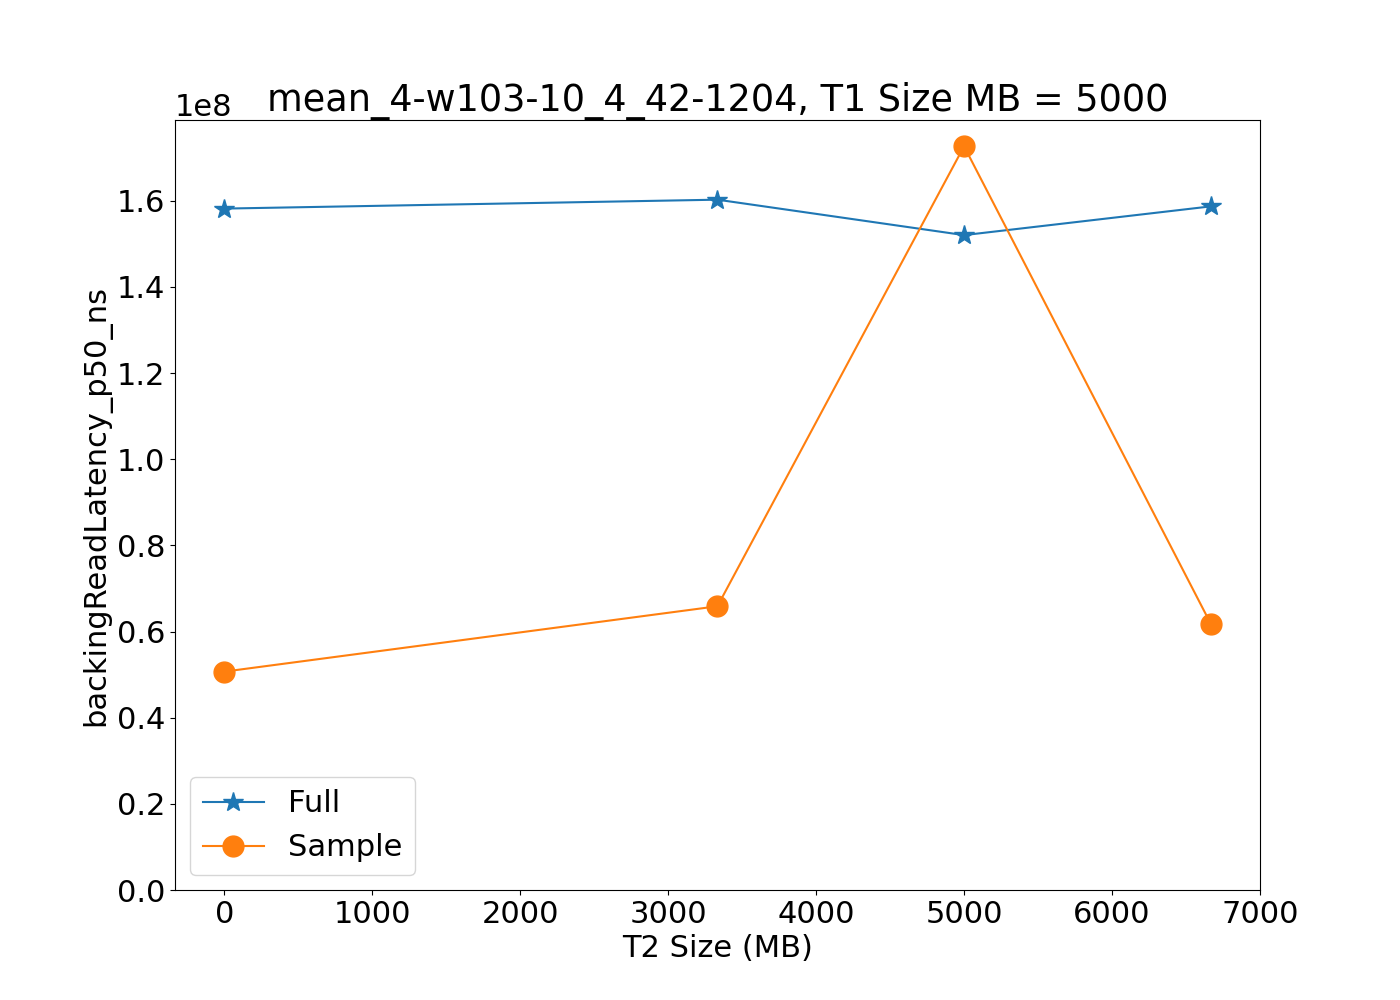 1e8
mean_4-w103-10_4_42-1204, T1 Size MB = 5000
backingReadLatency_p50_ns
1.6
1.4
1.2
1.0
0.8
0.6
0.4
0.2
0.0
Full
Sample
0 1000 2000 3000 4000 5000 6000 7000
T2 Size (MB)